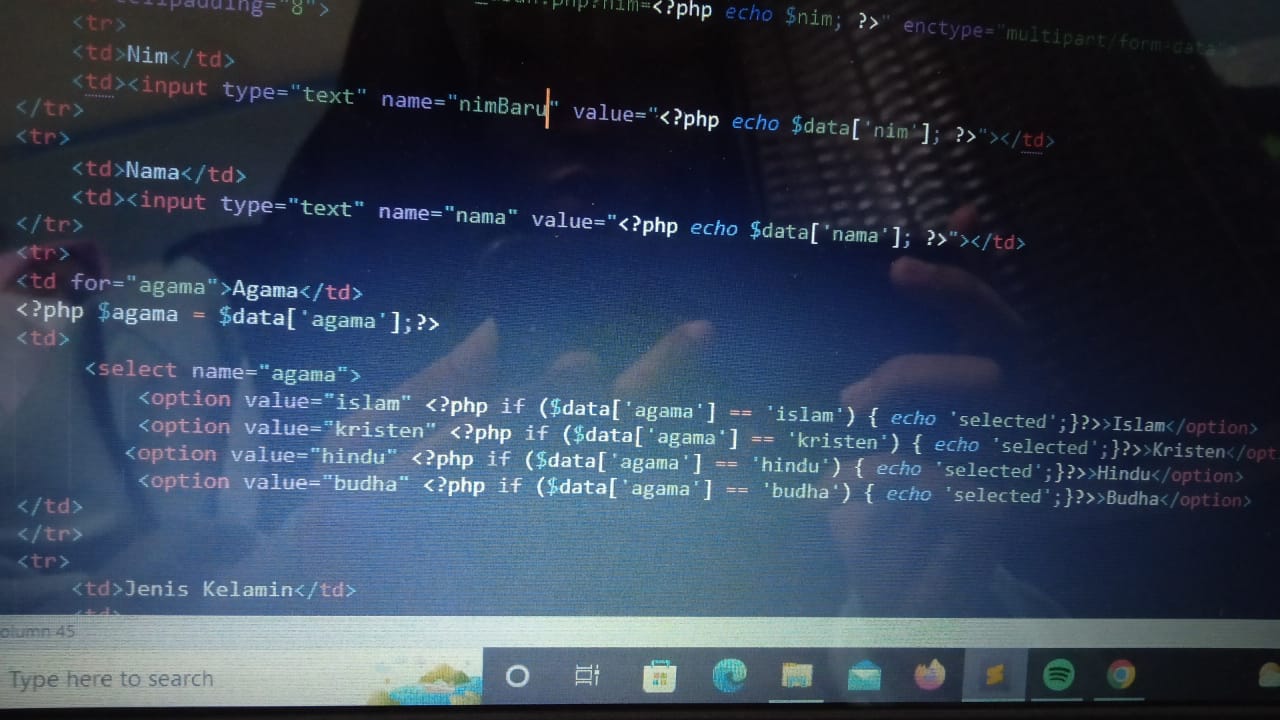 cellpadding="8">
php?nim=<?php echo $nim; ?>" enctype="multipart/form-data">
<tr>
<td>Nim</td>
<td><input type="text" name="nimBaru" value="<?php echo $data['nim']; ?>"></td>
</tr>
<tr>
<td>Nama</td>
<td><input type="text" name="nama" value="<?php echo $data['nama']; ?>"></td>
</tr>
<tr>
<td for="agama">Agama</td>
<?php $agama = $data['agama'];?>
<td>
<select name="agama">
<option value="islam" <?php if ($data['agama'] == 'islam') { echo 'selected';}?>>Islam</option>
<option value="kristen" <?php if ($data['agama'] == 'kristen') { echo 'selected';}?>>Kristen</opt
<option value="hindu" <?php if ($data['agama'] == 'hindu') { echo 'selected';}?>>Hindu</option>
<option value="budha" <?php if ($data['agama'] == 'budha') { echo 'selected';}?>>Budha</option>
</td>
</tr>
<tr>
<td>Jenis Kelamin</td>
<td>
olumn 45
Type here to search